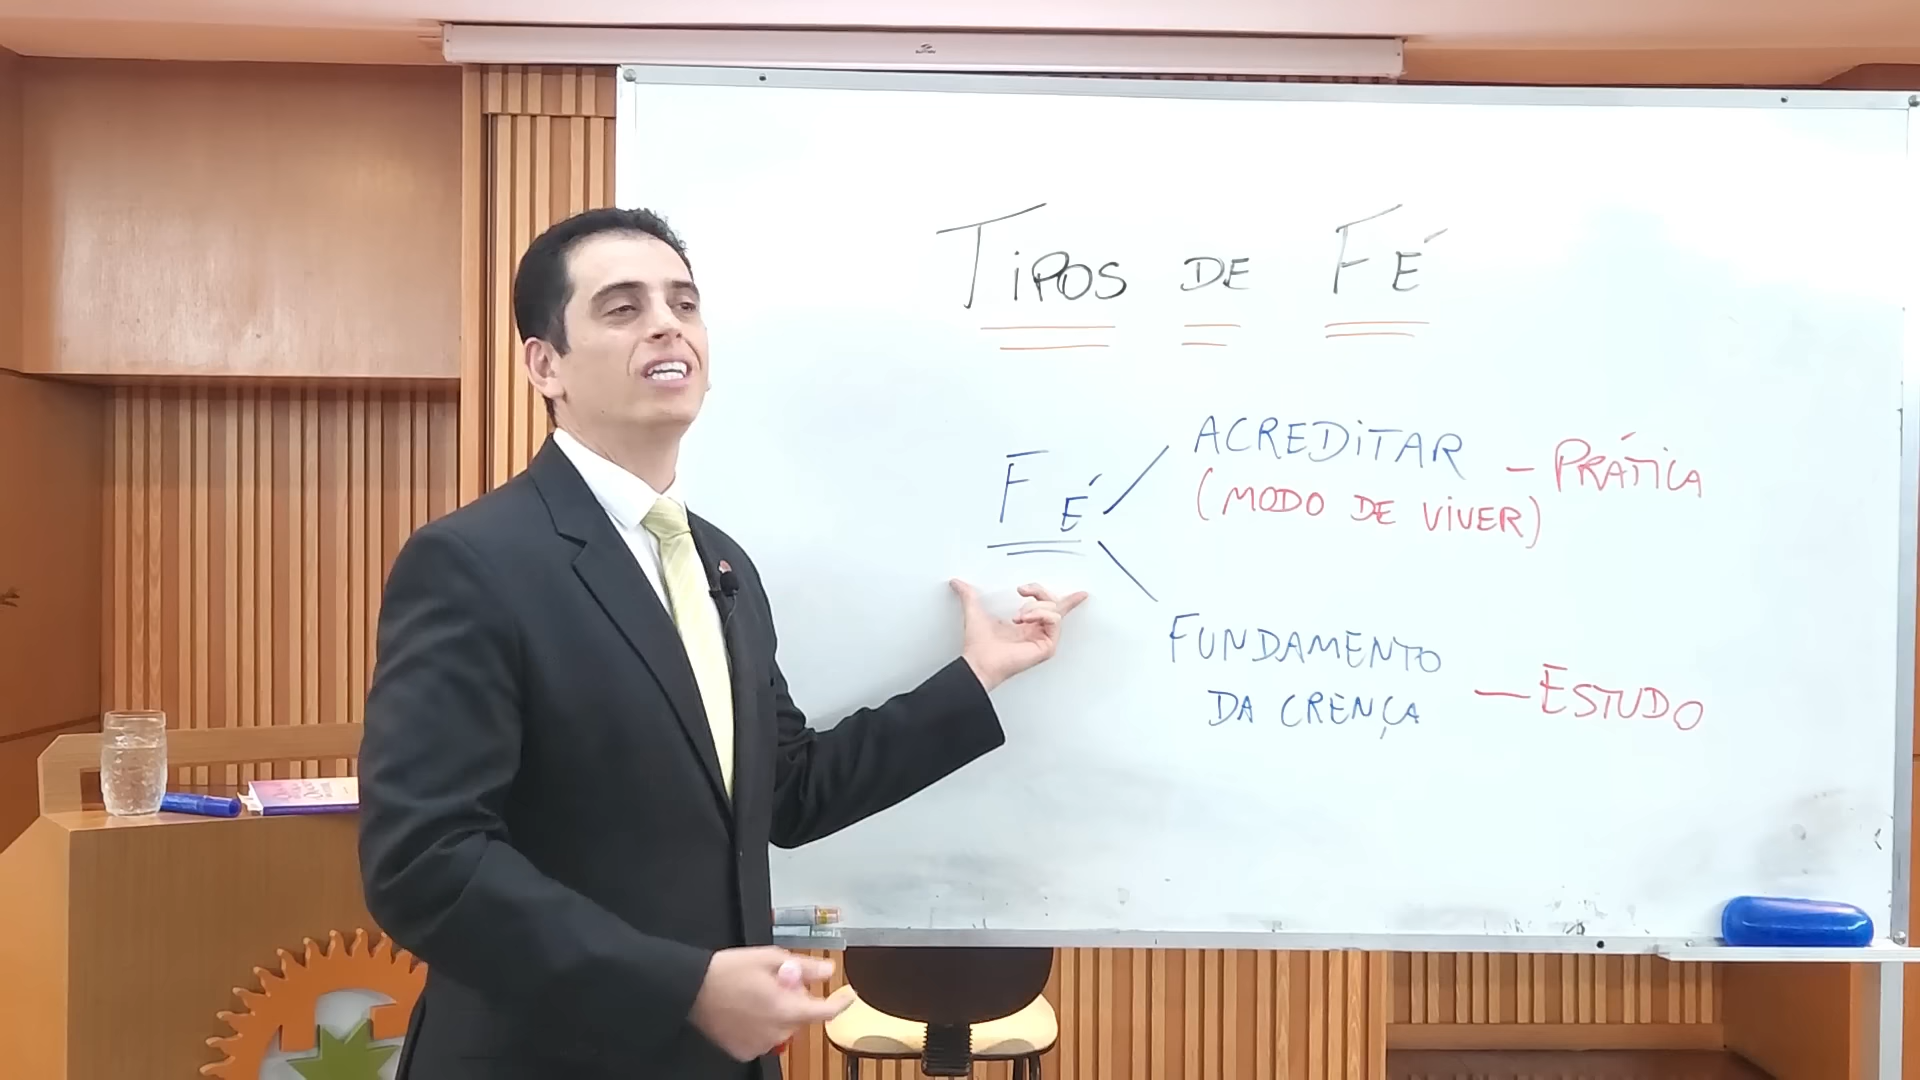 TiPOS DE FÉ
FÉ
ACREDiTAR - PRÁTICA
(MODO DE ViVER)
FUNDAMENTO
DA CRENÇA - ESTUDO